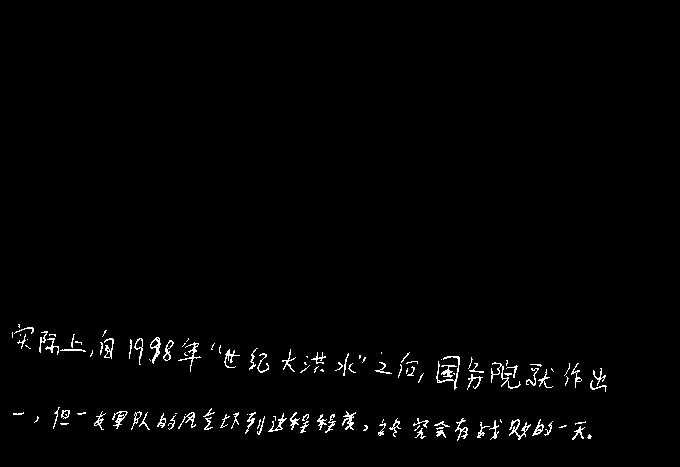 实际上,自1998年“世纪大洪水”之后,国务院就作出
一,但一支军队的风气坏到这程程度,终究会有战败的一天。